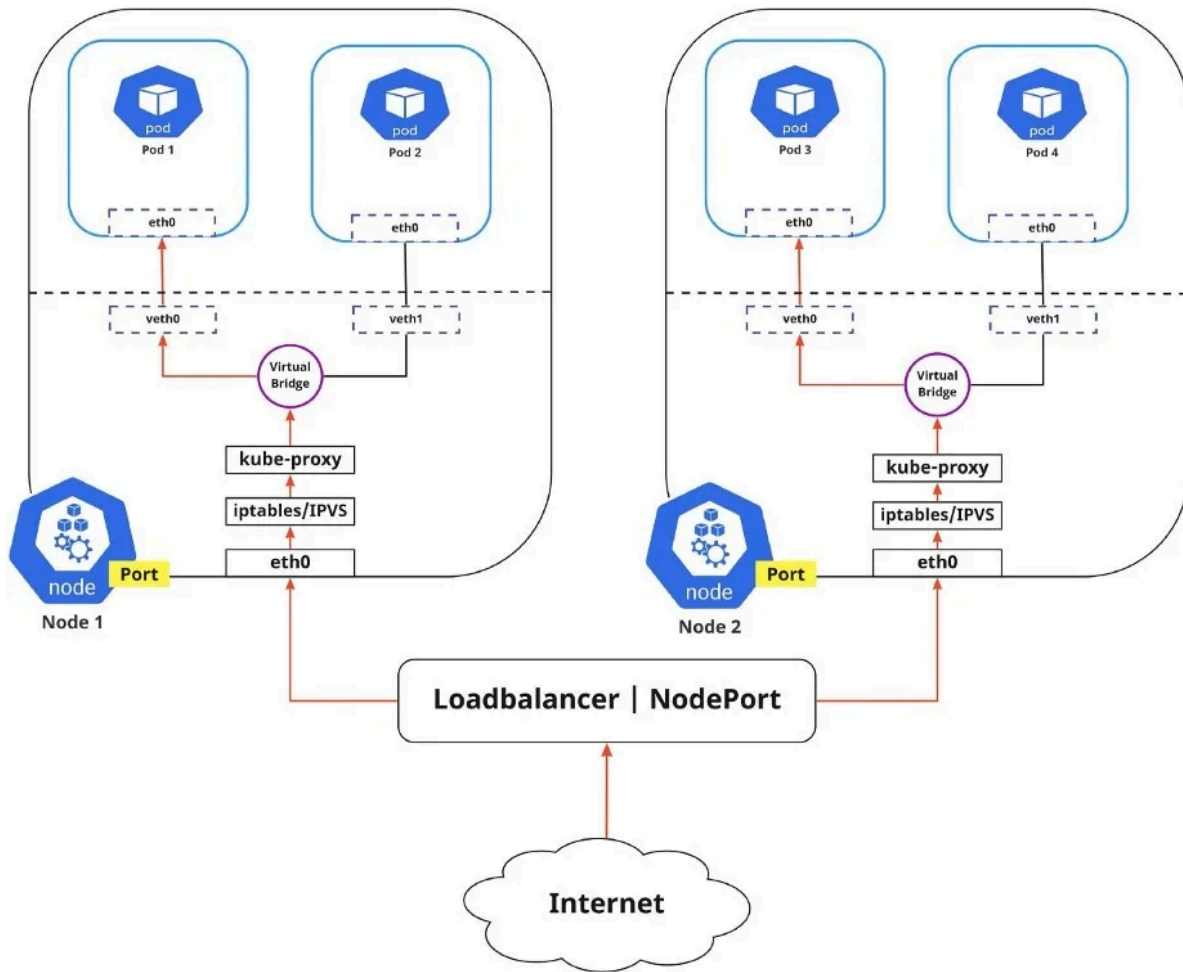 pod
Pod 1
pod
Pod 2
eth0
eth0
veth0
veth1
Virtual
Bridge
kube-proxy
iptables/IPVS
eth0
node
Port
Node 1
pod
Pod 3
pod
Pod 4
eth0
eth0
veth0
veth1
Virtual
Bridge
kube-proxy
iptables/IPVS
eth0
node
Port
Node 2
Loadbalancer | NodePort
Internet